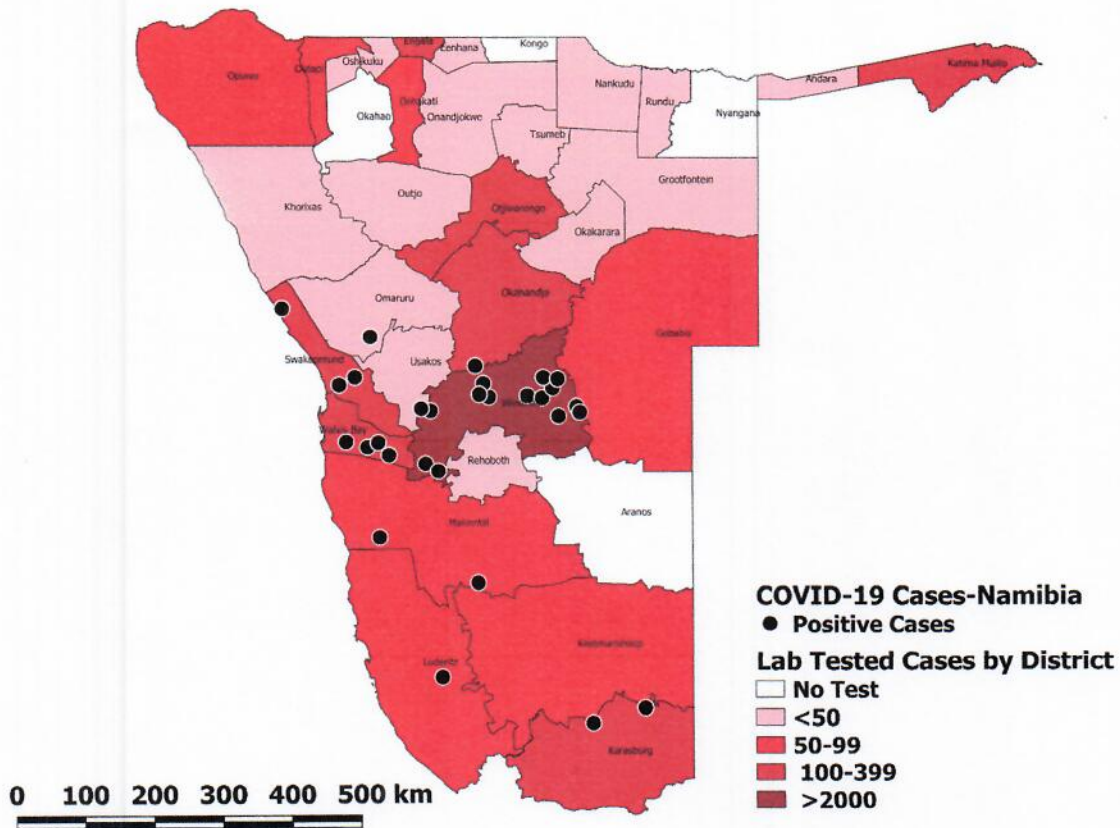 Kongo
Eenhana
Oshikuku
Katima Mulilo
Andara
Opuwo
Outapi
Engela
Nankudu
Rundu
Nyangana
Okahao
Oshakati
Onandjokwe
Tsumeb
Grootfontein
Outjo
Khorixas
Otjiwarongo
Okakarara
Omaruru
Okahandja
Gobabis
Swakopmund
Usakos
Walvis Bay
Rehoboth
Aranos
Mariental
COVID-19 Cases-Namibia
Positive Cases
Lab Tested Cases by District
No Test
<50
50-99
100-399
>2000
Keetmanshoop
Luderitz
Karasburg
0 100 200 300 400 500 km